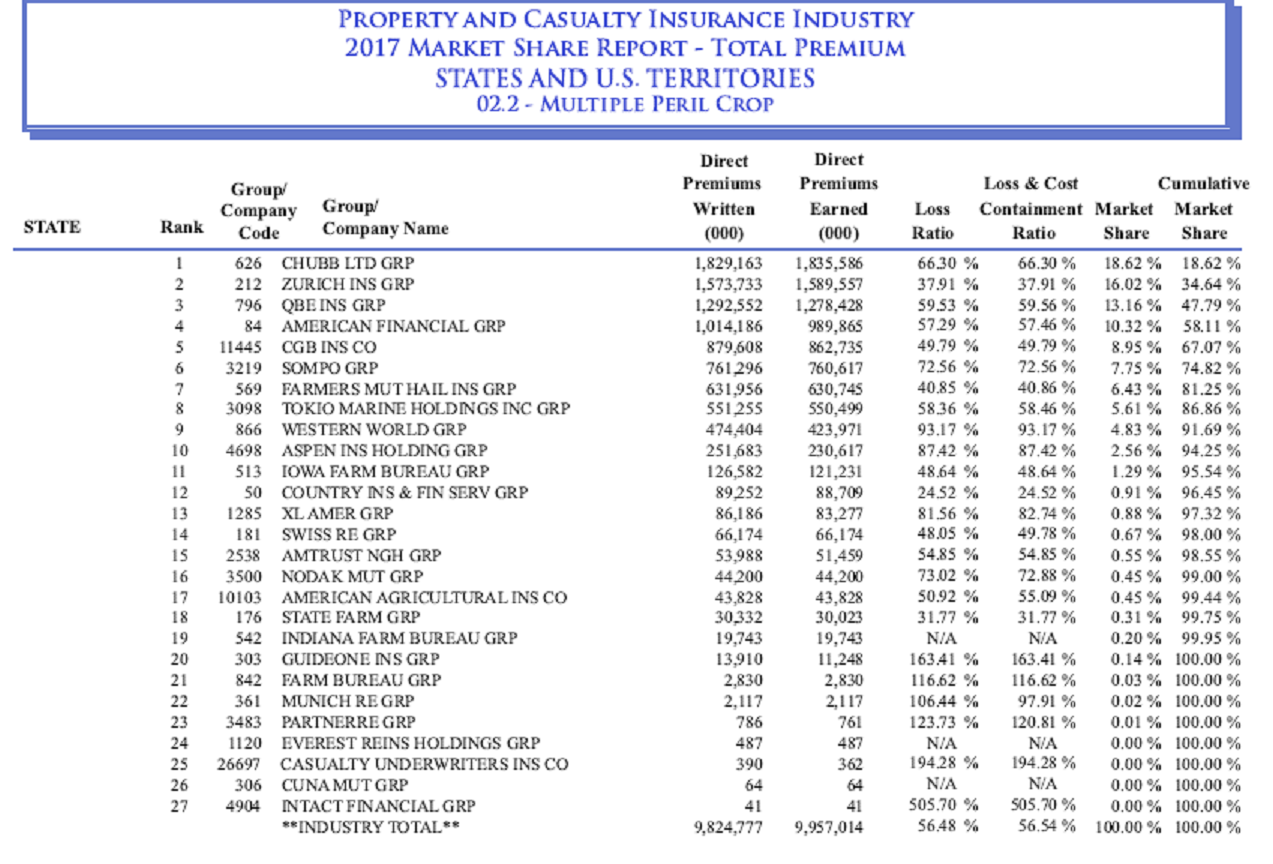 PROPERTY AND CASUALTY INSURANCE INDUSTRY
2017 MARKET SHARE REPORT - TOTAL PREMIUM
STATES AND U.S. TERRITORIES
02.2 - MULTIPLE PERIL CROP
STATE Rank Group/ Company Code Group/ Company Name Direct Premiums Written (000) Direct Premiums Earned (000) Loss Ratio Loss & Cost Containment Ratio Market Share Cumulative Market Share
1 626 CHUBB LTD GRP 1,829,163 1,835,586 66.30 % 66.30 % 18.62 % 18.62 %
2 212 ZURICH INS GRP 1,573,733 1,589,557 37.91 % 37.91 % 16.02 % 34.64 %
3 796 QBE INS GRP 1,292,552 1,278,428 59.53 % 59.56 % 13.16 % 47.79 %
4 84 AMERICAN FINANCIAL GRP 1,014,186 989,865 57.29 % 57.46 % 10.32 % 58.11 %
5 11445 CGB INS CO 879,608 862,735 49.79 % 49.79 % 8.95 % 67.07 %
6 3219 SOMPO GRP 761,296 760,617 72.56 % 72.56 % 7.75 % 74.82 %
7 569 FARMERS MUT HAIL INS GRP 631,956 630,745 40.85 % 40.86 % 6.43 % 81.25 %
8 3098 TOKIO MARINE HOLDINGS INC GRP 551,255 550,499 58.36 % 58.46 % 5.61 % 86.86 %
9 866 WESTERN WORLD GRP 474,404 423,971 93.17 % 93.17 % 4.83 % 91.69 %
10 4698 ASPEN INS HOLDING GRP 251,683 230,617 87.42 % 87.42 % 2.56 % 94.25 %
11 513 IOWA FARM BUREAU GRP 126,582 121,231 48.64 % 48.64 % 1.29 % 95.54 %
12 50 COUNTRY INS & FIN SERV GRP 89,252 88,709 24.52 % 24.52 % 0.91 % 96.45 %
13 1285 XL AMER GRP 86,186 83,277 81.56 % 82.74 % 0.88 % 97.32 %
14 181 SWISS RE GRP 66,174 66,174 48.05 % 49.78 % 0.67 % 98.00 %
15 2538 AMTRUST NGH GRP 53,988 51,459 54.85 % 54.85 % 0.55 % 98.55 %
16 3500 NODAK MUT GRP 44,200 44,200 73.02 % 72.88 % 0.45 % 99.00 %
17 10103 AMERICAN AGRICULTURAL INS CO 43,828 43,828 50.92 % 55.09 % 0.45 % 99.44 %
18 176 STATE FARM GRP 30,332 30,023 31.77 % 31.77 % 0.31 % 99.75 %
19 542 INDIANA FARM BUREAU GRP 19,743 19,743 N/A N/A 0.20 % 99.95 %
20 303 GUIDEONE INS GRP 13,910 11,248 163.41 % 163.41 % 0.14 % 100.00 %
21 842 FARM BUREAU GRP 2,830 2,830 116.62 % 116.62 % 0.03 % 100.00 %
22 361 MUNICH RE GRP 2,117 2,117 106.44 % 97.91 % 0.02 % 100.00 %
23 3483 PARTNERRE GRP 786 761 123.73 % 120.81 % 0.01 % 100.00 %
24 1120 EVEREST REINS HOLDINGS GRP 487 487 N/A N/A 0.00 % 100.00 %
25 26697 CASUALTY UNDERWRITERS INS CO 390 362 194.28 % 194.28 % 0.00 % 100.00 %
26 306 CUNA MUT GRP 64 64 N/A N/A 0.00 % 100.00 %
27 4904 INTACT FINANCIAL GRP 41 41 505.70 % 505.70 % 0.00 % 100.00 %
**INDUSTRY TOTAL** 9,824,777 9,957,014 56.48 % 56.54 % 100.00 % 100.00 %